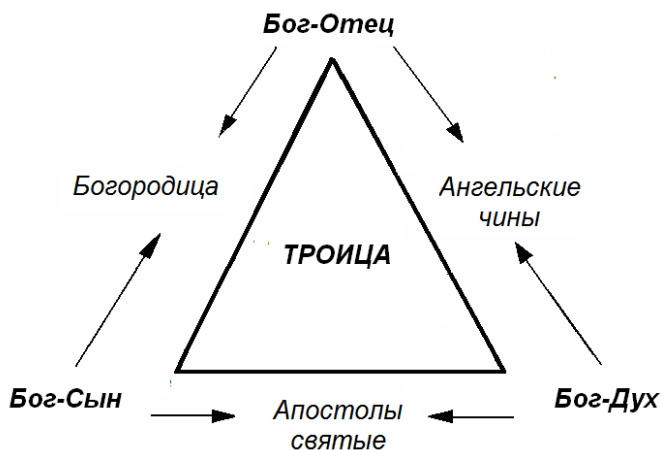 Бог-Отец
Богородица
Ангельские
чины
ТРОИЦА
Бог-Сын
Апостолы
святые
Бог-Дух